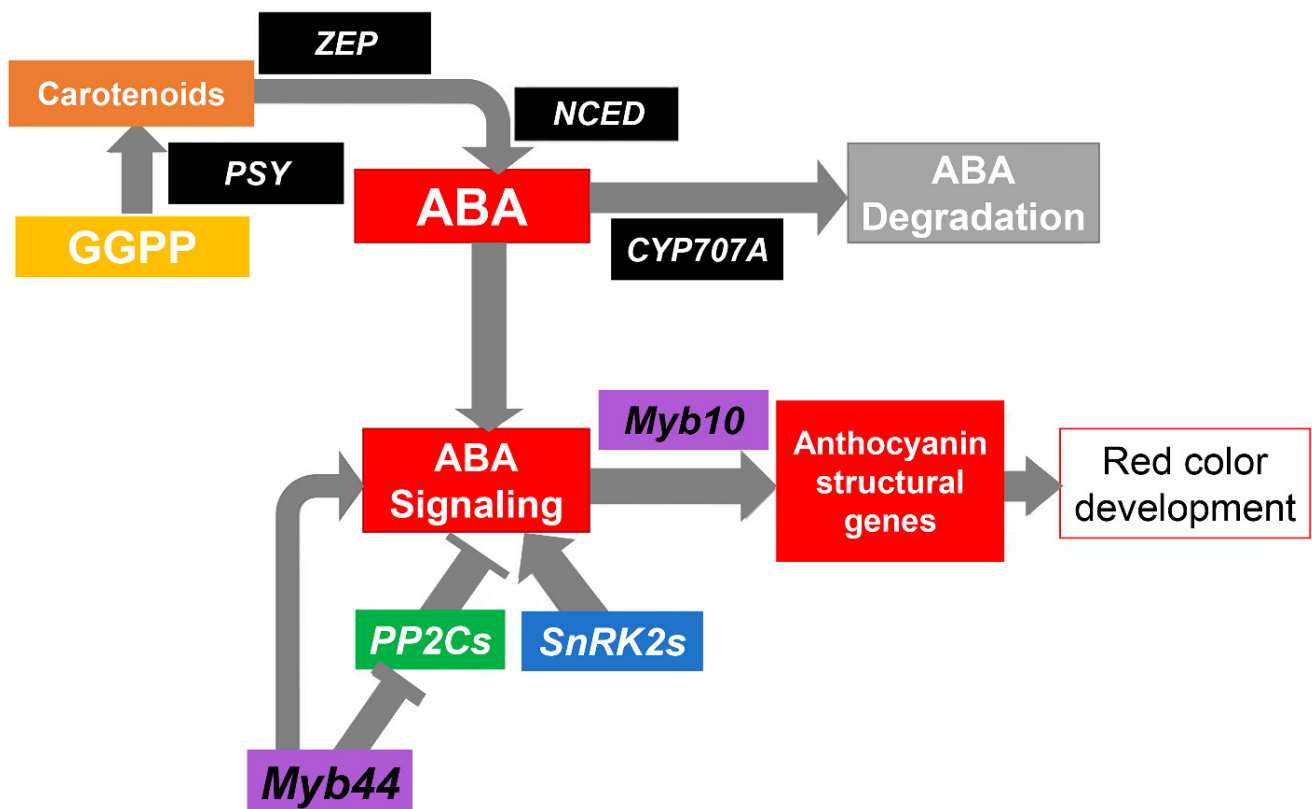 ZEP
Carotenoids
NCED
PSY
ABA
ABA
Degradation
GGPP
CYP707A
Myb10
ABA
Signaling
Anthocyanin
structural
genes
Red color
development
PP2Cs
SnRK2s
Myb44